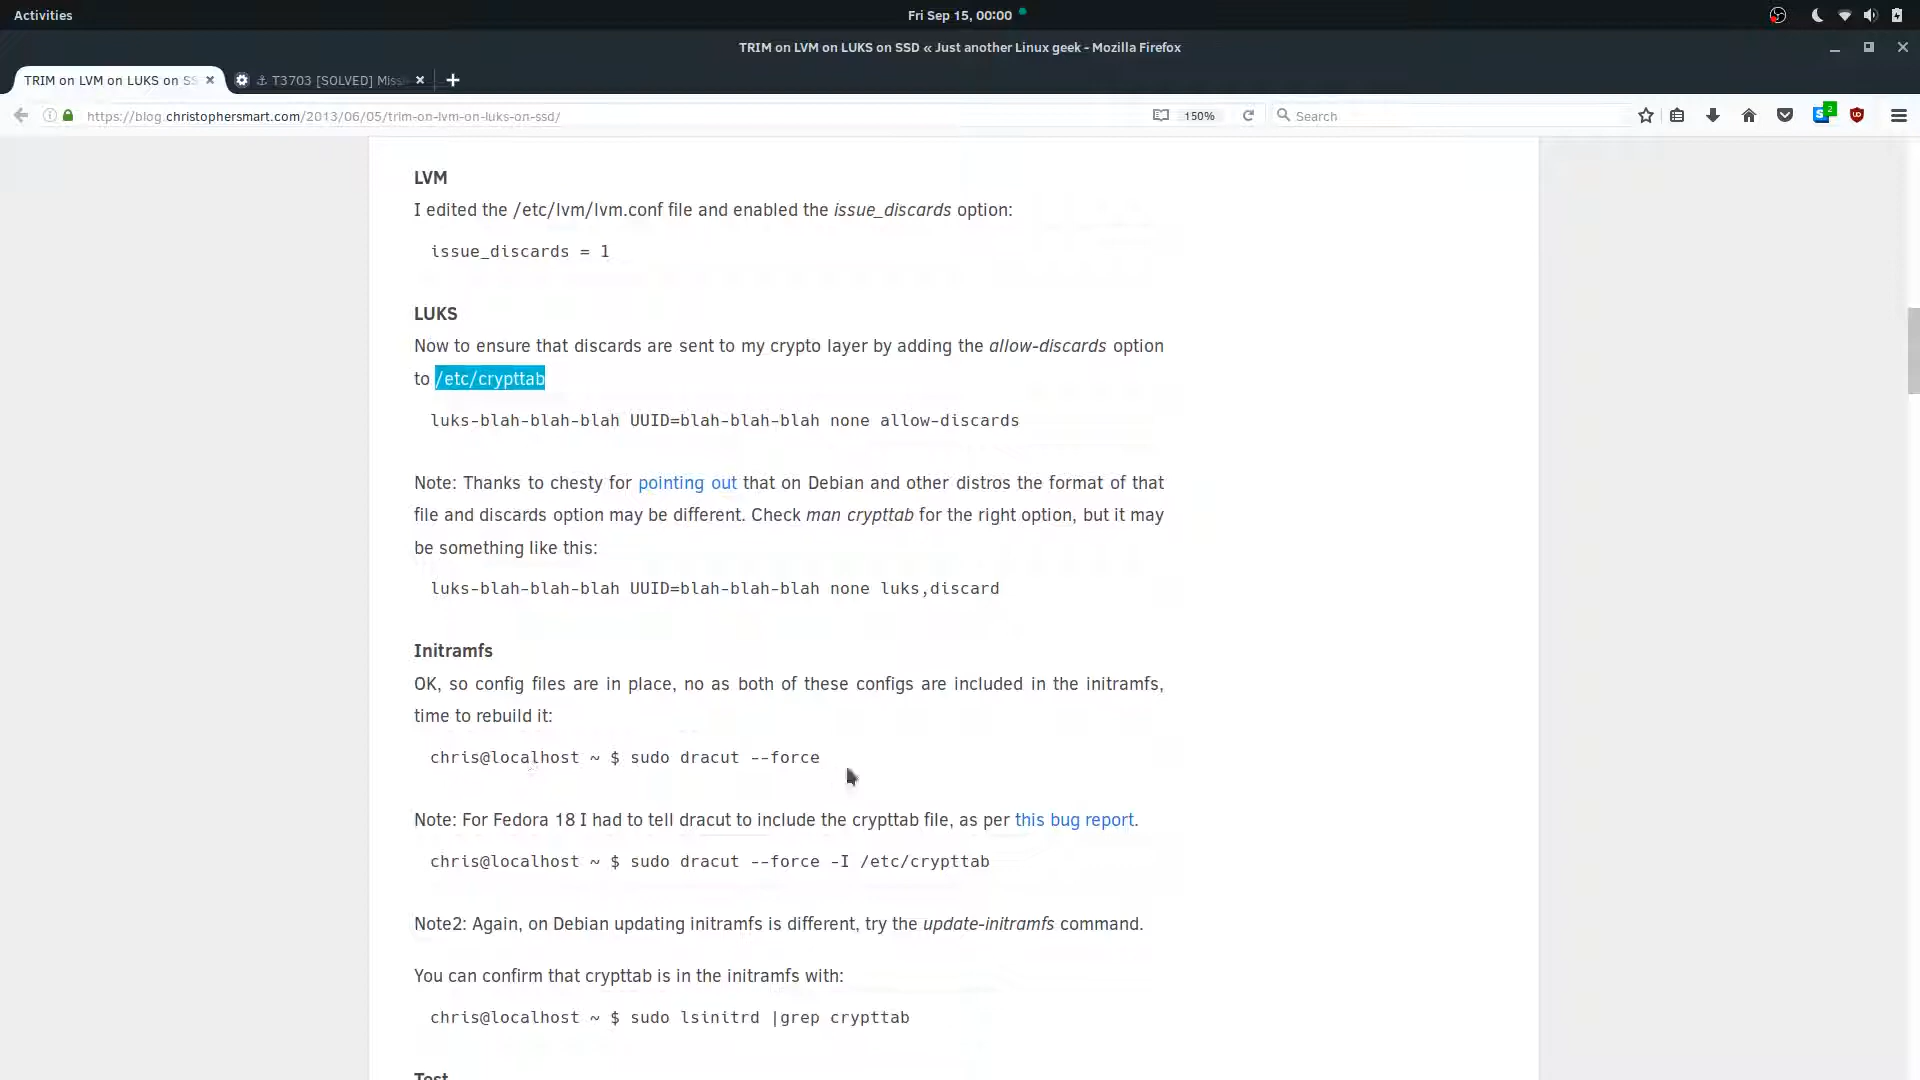 Activities
Fri Sep 15, 00:00
TRIM on LVM on LUKS on SSD « Just another Linux geek - Mozilla Firefox
TRIM on LVM on LUKS on SS
T3703 [SOLVED] Miss
https://blog.christophersmart.com/2013/06/05/trim-on-lvm-on-luks-on-ssd/
150%
Search
2
LVM
I edited the /etc/lvm/lvm.conf file and enabled the issue_discards option:
issue_discards = 1
LUKS
Now to ensure that discards are sent to my crypto layer by adding the allow-discards option
to /etc/crypttab
luks-blah-blah-blah UUID=blah-blah-blah none allow-discards
Note: Thanks to chesty for pointing out that on Debian and other distros the format of that
file and discards option may be different. Check man crypttab for the right option, but it may
be something like this:
luks-blah-blah-blah UUID=blah-blah-blah none luks,discard
Initramfs
OK, so config files are in place, no as both of these configs are included in the initramfs,
time to rebuild it:
chris@localhost ~ $ sudo dracut --force
Note: For Fedora 18 I had to tell dracut to include the crypttab file, as per this bug report.
chris@localhost ~ $ sudo dracut --force -I /etc/crypttab
Note2: Again, on Debian updating initramfs is different, try the update-initramfs command.
You can confirm that crypttab is in the initramfs with:
chris@localhost ~ $ sudo lsinitrd |grep crypttab
Test